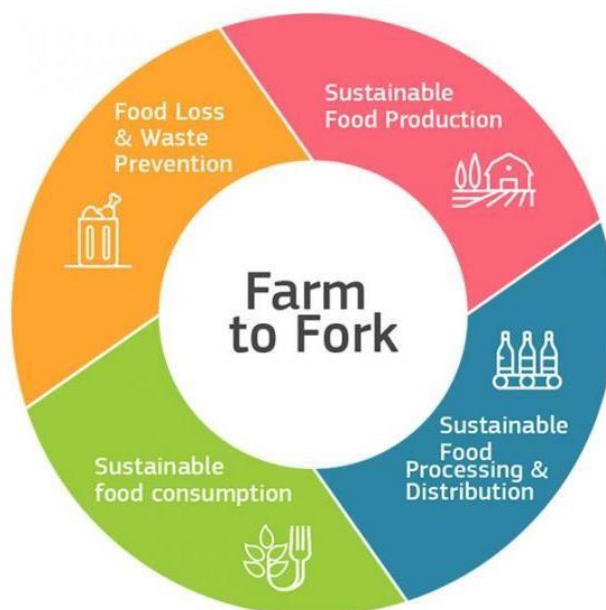 Farm
to Fork
Sustainable
Food Production
Sustainable
Food
Processing &
Distribution
Sustainable
food consumption
Food Loss
& Waste
Prevention